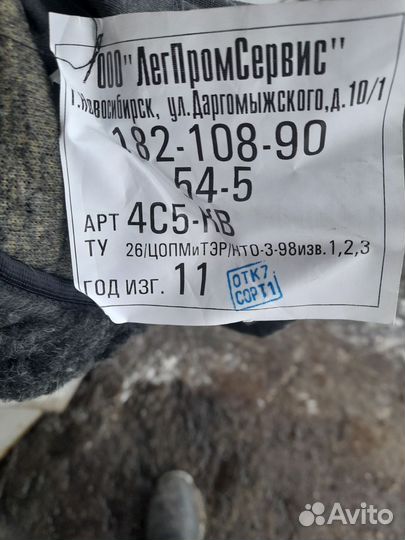 ООО "ЛегПромСервис"
г. Новосибирск, ул. Даргомыжского, д. 10/1
182-108-90
54-5
АРТ 4С5-КВ
ТУ 26/ЦОПМиТЭР/НТО-3-98изв. 1,2,3
ГОД ИЗГ. 11
ОТК7
СОРТ1
Avito